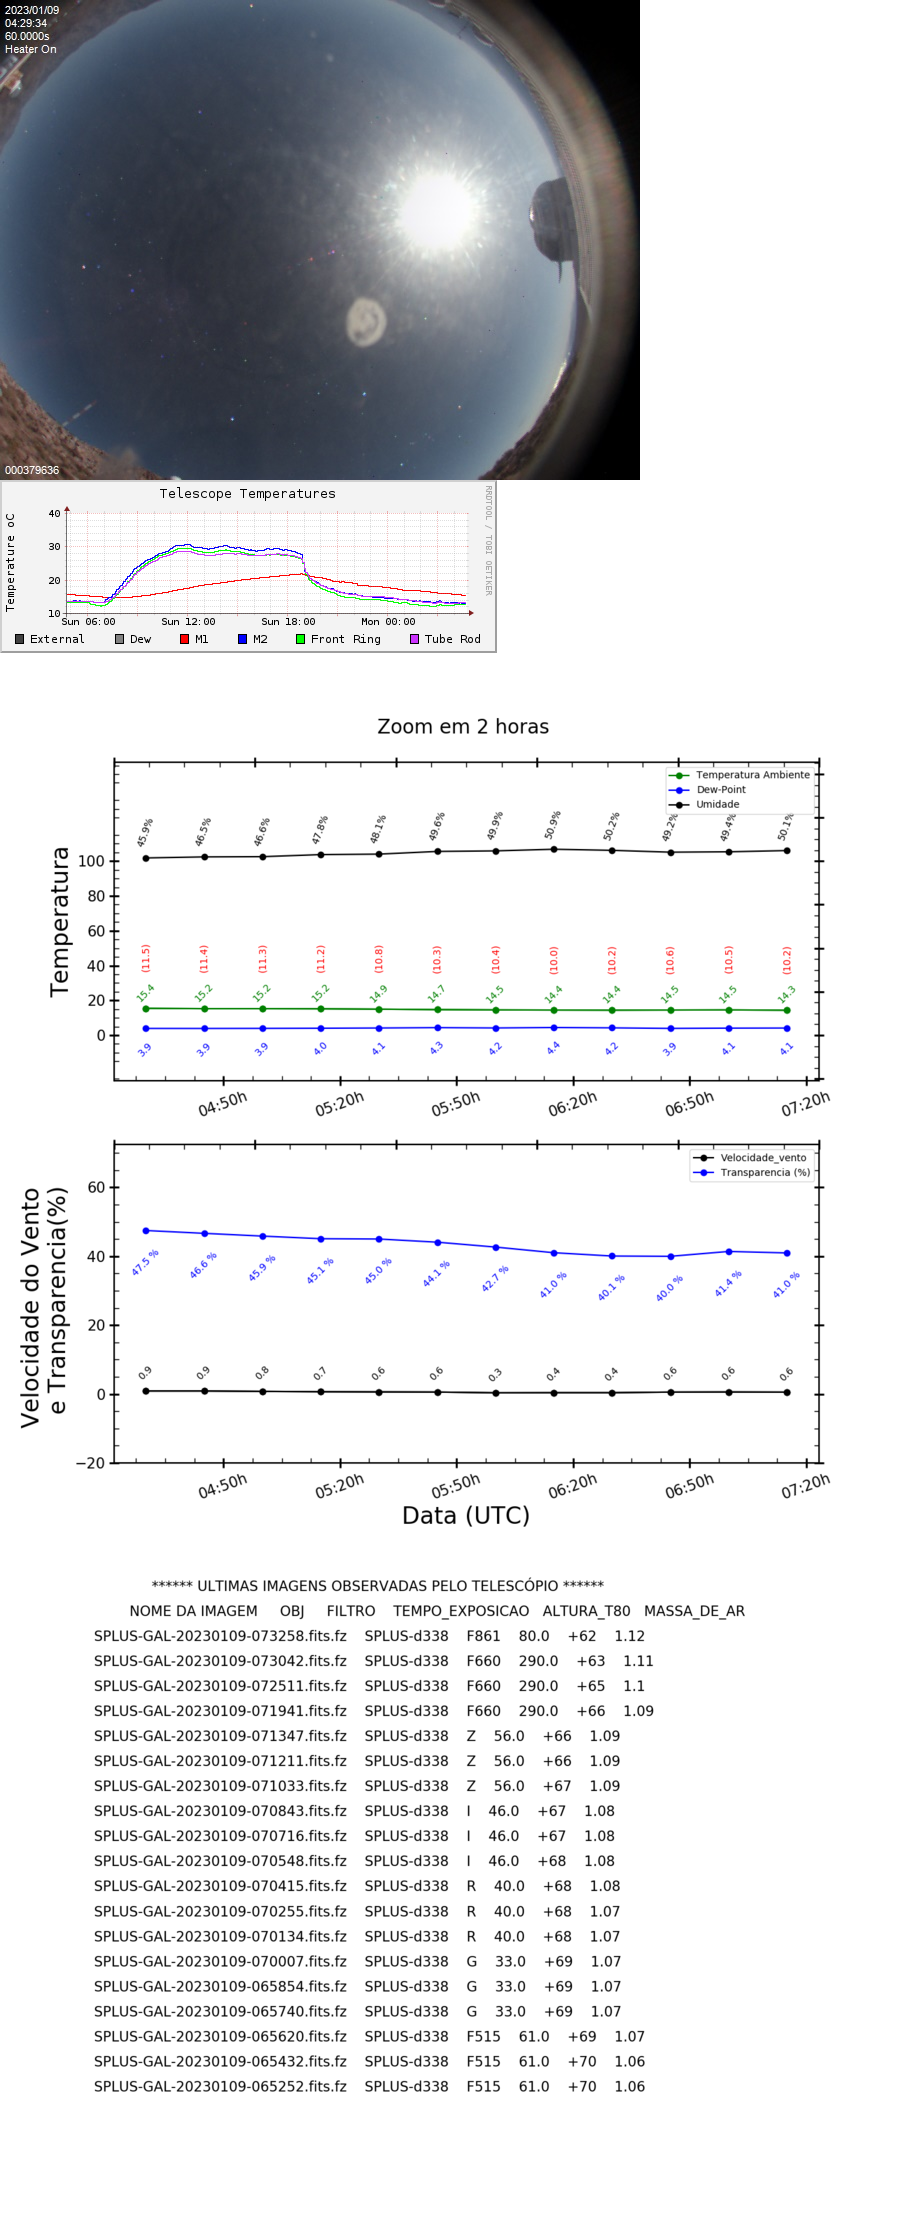 2023/01/09
04:29:34
60.0000s
Heater On
000379636
Telescope Temperatures
RRDTOOL / TOBI OETIKER
Temperature oC
40
30
20
10
Sun 06:00 Sun 12:00 Sun 18:00 Mon 00:00
External Dew M1 M2 Front Ring Tube Rod
Zoom em 2 horas
Temperatura Ambiente
Dew-Point
Umidade
45.9% 46.5% 46.6% 47.8% 48.1% 49.6% 49.9% 50.9% 50.2% 49.2% 49.4% 50.1%
Temperatura
100
80
60
40
20
0
(11.5) (11.4) (11.3) (11.2) (10.8) (10.3) (10.4) (10.0) (10.2) (10.6) (10.5) (10.2)
15.4 15.2 15.2 15.2 14.9 14.7 14.5 14.4 14.4 14.5 14.5 14.3
3.9 3.9 3.9 4.0 4.1 4.3 4.2 4.4 4.2 3.9 4.1 4.1
04:50h 05:20h 05:50h 06:20h 06:50h 07:20h
Velocidade_vento
Transparencia (%)
Velocidade do Vento
e Transparencia(%)
60
40
20
0
−20
47.5 % 46.6 % 45.9 % 45.1 % 45.0 % 44.1 % 42.7 % 41.0 % 40.1 % 40.0 % 41.4 % 41.0 %
0.9 0.9 0.8 0.7 0.6 0.6 0.3 0.4 0.4 0.6 0.6 0.6
04:50h 05:20h 05:50h 06:20h 06:50h 07:20h
Data (UTC)
****** ULTIMAS IMAGENS OBSERVADAS PELO TELESCÓPIO ******
NOME DA IMAGEM OBJ FILTRO TEMPO_EXPOSICAO ALTURA_T80 MASSA_DE_AR
SPLUS-GAL-20230109-073258.fits.fz SPLUS-d338 F861 80.0 +62 1.12
SPLUS-GAL-20230109-073042.fits.fz SPLUS-d338 F660 290.0 +63 1.11
SPLUS-GAL-20230109-072511.fits.fz SPLUS-d338 F660 290.0 +65 1.1
SPLUS-GAL-20230109-071941.fits.fz SPLUS-d338 F660 290.0 +66 1.09
SPLUS-GAL-20230109-071347.fits.fz SPLUS-d338 Z 56.0 +66 1.09
SPLUS-GAL-20230109-071211.fits.fz SPLUS-d338 Z 56.0 +66 1.09
SPLUS-GAL-20230109-071033.fits.fz SPLUS-d338 Z 56.0 +67 1.09
SPLUS-GAL-20230109-070843.fits.fz SPLUS-d338 I 46.0 +67 1.08
SPLUS-GAL-20230109-070716.fits.fz SPLUS-d338 I 46.0 +67 1.08
SPLUS-GAL-20230109-070548.fits.fz SPLUS-d338 I 46.0 +68 1.08
SPLUS-GAL-20230109-070415.fits.fz SPLUS-d338 R 40.0 +68 1.08
SPLUS-GAL-20230109-070255.fits.fz SPLUS-d338 R 40.0 +68 1.07
SPLUS-GAL-20230109-070134.fits.fz SPLUS-d338 R 40.0 +68 1.07
SPLUS-GAL-20230109-070007.fits.fz SPLUS-d338 G 33.0 +69 1.07
SPLUS-GAL-20230109-065854.fits.fz SPLUS-d338 G 33.0 +69 1.07
SPLUS-GAL-20230109-065740.fits.fz SPLUS-d338 G 33.0 +69 1.07
SPLUS-GAL-20230109-065620.fits.fz SPLUS-d338 F515 61.0 +69 1.07
SPLUS-GAL-20230109-065432.fits.fz SPLUS-d338 F515 61.0 +70 1.06
SPLUS-GAL-20230109-065252.fits.fz SPLUS-d338 F515 61.0 +70 1.06